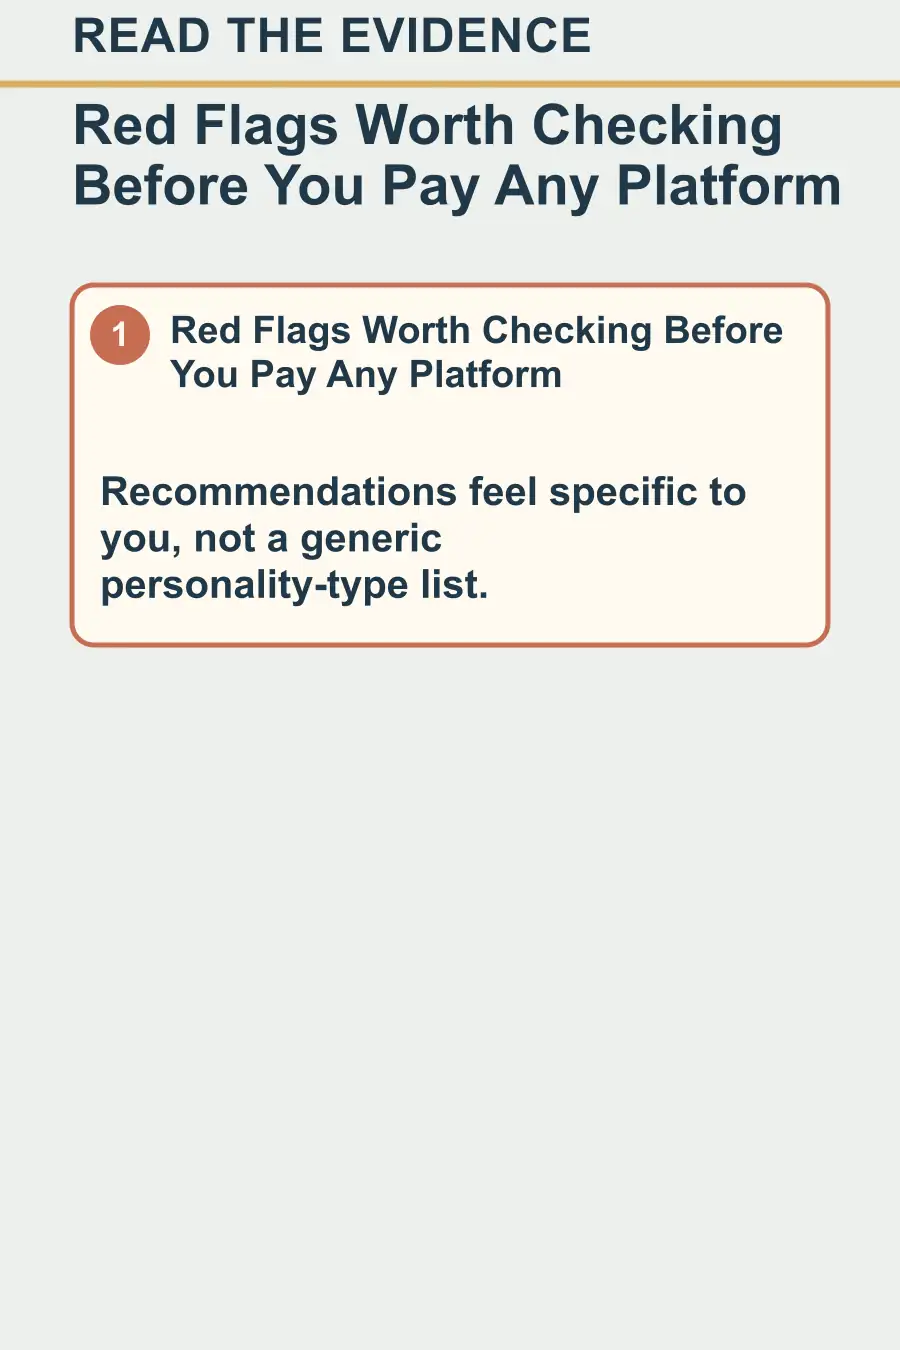 READ THE EVIDENCE
Red Flags Worth Checking
Before You Pay Any Platform
1
Red Flags Worth Checking Before
You Pay Any Platform
Recommendations feel specific to
you, not a generic
personality-type list.